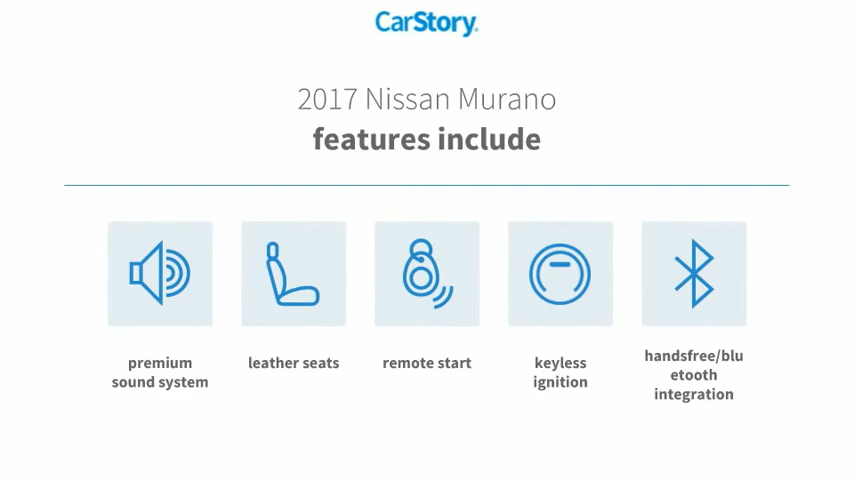 CarStory
2017 Nissan Murano
features include
premium
sound system
leather seats
remote start
keyless
ignition
handsfree/blu
etooth
integration